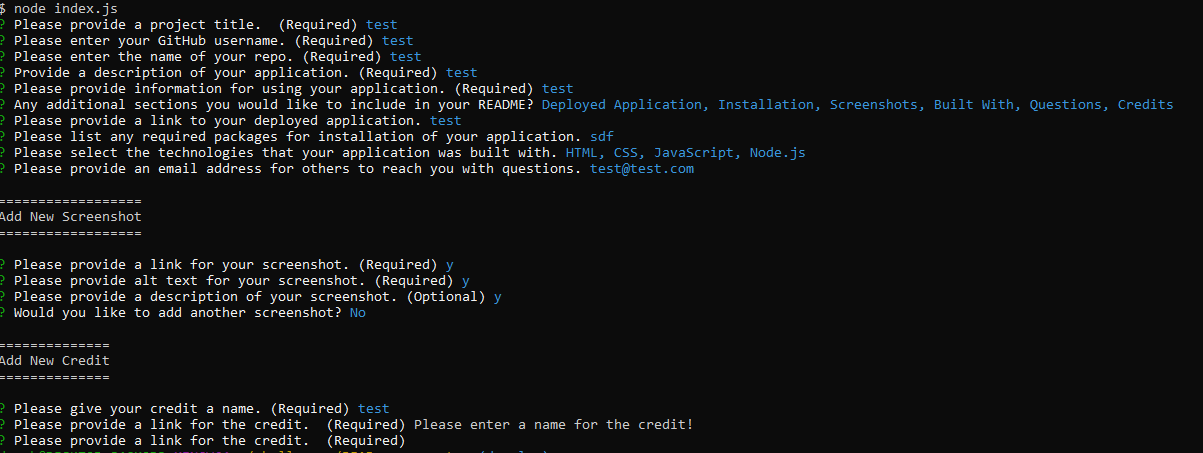 $ node index.js
? Please provide a project title.  (Required) test
? Please enter your GitHub username. (Required) test
? Please enter the name of your repo. (Required) test
? Provide a description of your application. (Required) test
? Please provide information for using your application. (Required) test
? Any additional sections you would like to include in your README? Deployed Application, Installation, Screenshots, Built With, Questions, Credits
? Please provide a link to your deployed application. test
? Please list any required packages for installation of your application. sdf
? Please select the technologies that your application was built with. HTML, CSS, JavaScript, Node.js
? Please provide an email address for others to reach you with questions. test@test.com
==================
Add New Screenshot
==================
? Please provide a link for your screenshot. (Required) y
? Please provide alt text for your screenshot. (Required) y
? Please provide a description of your screenshot. (Optional) y
? Would you like to add another screenshot? No
==============
Add New Credit
==============
? Please give your credit a name. (Required) test
? Please provide a link for the credit.  (Required) Please enter a name for the credit!
? Please provide a link for the credit.  (Required)